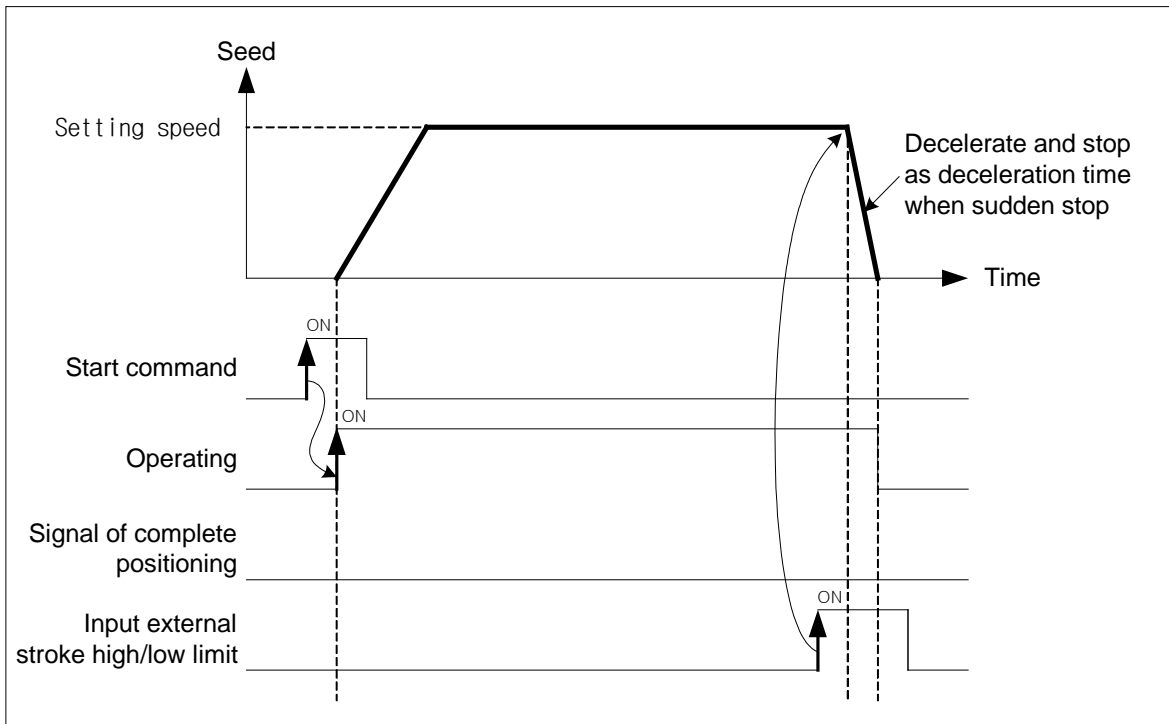 Seed
Setting speed
Decelerate and stop
as deceleration time
when sudden stop
Time
ON
Start command
ON
Operating
Signal of complete
positioning
ON
Input external
stroke high/low limit